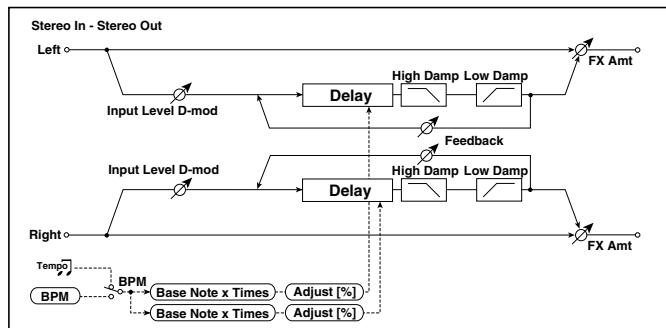 Stereo In - Stereo Out
Left
FX Amt
High Damp Low Damp
Delay
Input Level D-mod
Feedback
Input Level D-mod
High Damp Low Damp
Delay
Right
FX Amt
Tempo
BPM
BPM
Base Note x Times
Adjust [%]
Base Note x Times
Adjust [%]